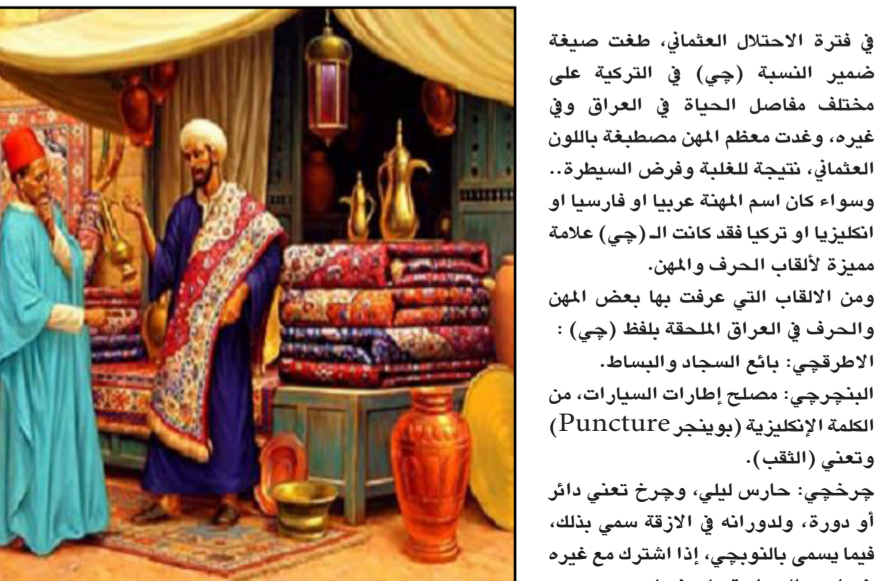 في فترة الاحتلال العثماني، طغت صيغة
ضمير النسبة (چي) في التركية على
مختلف مفاصل الحياة في العراق وفي
غيره، وغدت معظم المهن مصطبغة باللون
العثماني، نتيجة للغلبة وفرض السيطرة..
وسواء كان اسم المهنة عربيا او فارسيا او
انكليزيا او تركيا فقد كانت الـ (چي) علامة
مميزة لألقاب الحرف والمهن.
ومن الالقاب التي عرفت بها بعض المهن
والحرف في العراق الملحقة بلفظ (چي) :
الاطرقچي: بائع السجاد والبساط.
البنچرچي: مصلح إطارات السيارات، من
الكلمة الإنكليزية (بوينجر Puncture)
وتعني (الثقب).
چرخچي: حارس ليلي، وچرخ تعني دائر
أو دورة، ولدورانه في الازقة سمي بذلك،
فيما يسمى بالنوبچي، إذا اشترك مع غيره